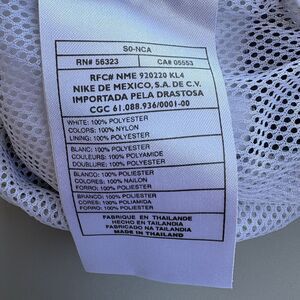 S0-NCA
RN# 56323 CA# 05553
RFC# NME 920220 KL4
NIKE DE MEXICO, S.A. DE C.V.
IMPORTADA PELA DRASTOSA
CGC 61.088.936/0001-00
WHITE: 100% POLYESTER
COLORS: 100% NYLON
LINING: 100% POLYESTER
BLANC: 100% POLYESTER
COULEURS: 100% POLYAMIDE
DOUBLURE: 100% POLYESTER
BLANCO: 100% POLIESTER
COLORES: 100% NAILON
FORRO: 100% POLIESTER
BRANCO: 100% POLIESTER
CORES: 100% POLIAMIDA
FORRO: 100% POLIESTER
FABRIQUE EN THAILANDE
HECHO EN TAILANDIA
FABRICADO NA TAILANDIA
MADE IN THAILAND